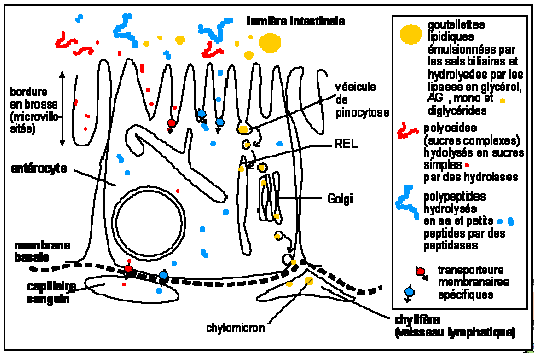 lumière intestinale
bordure
en brosse
(microvillo-
sités)
vésicule
de
pinocytose
REL
entérocyte
Golgi
membrane
basale
capillaire
sanguin
chylomicron
chylifère
(vaisseau lymphatique)
gouttelettes
lipidiques
émulsionnées par
les sels biliaires et
hydrolysées par les
lipases en glycérol,
AG , mono et
diglycérides
polyosides
(sucres complexes)
hydolysés en sucres
simples
par des hydrolases
polypeptides
hydrolysés
en aa et petits
peptides par des
peptidases
transporteurs
membranaires
spécifiques